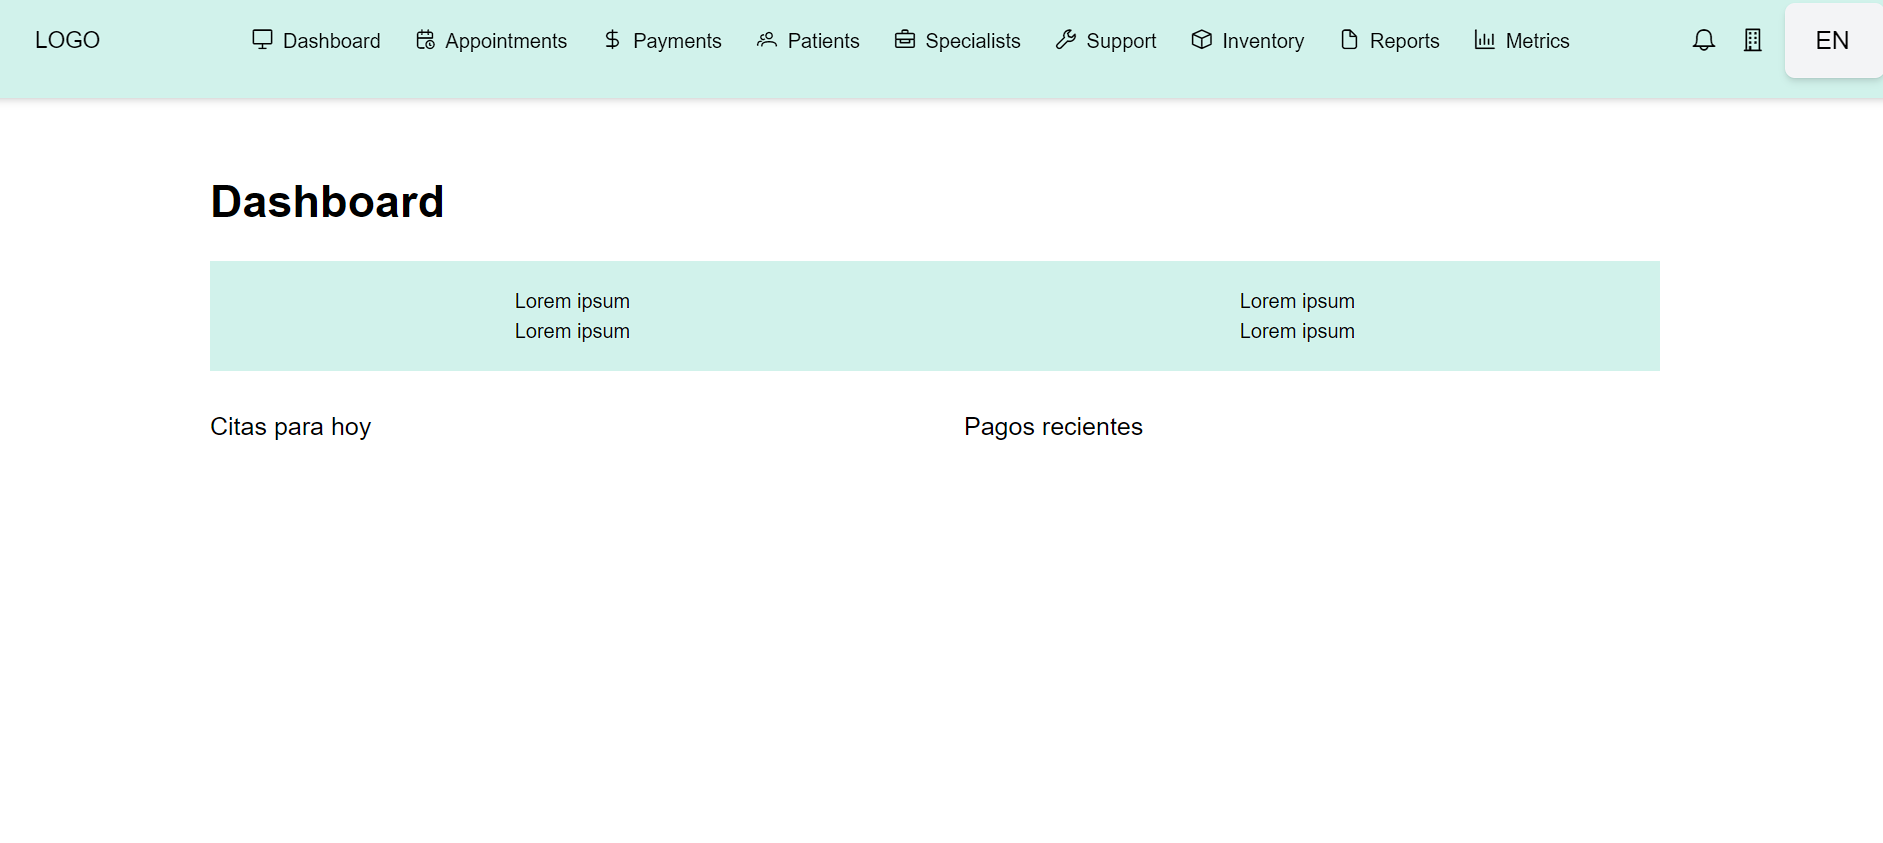 LOGO Dashboard Appointments Payments Patients Specialists Support Inventory Reports Metrics EN
Dashboard
Lorem ipsum Lorem ipsum
Lorem ipsum Lorem ipsum
Citas para hoy Pagos recientes